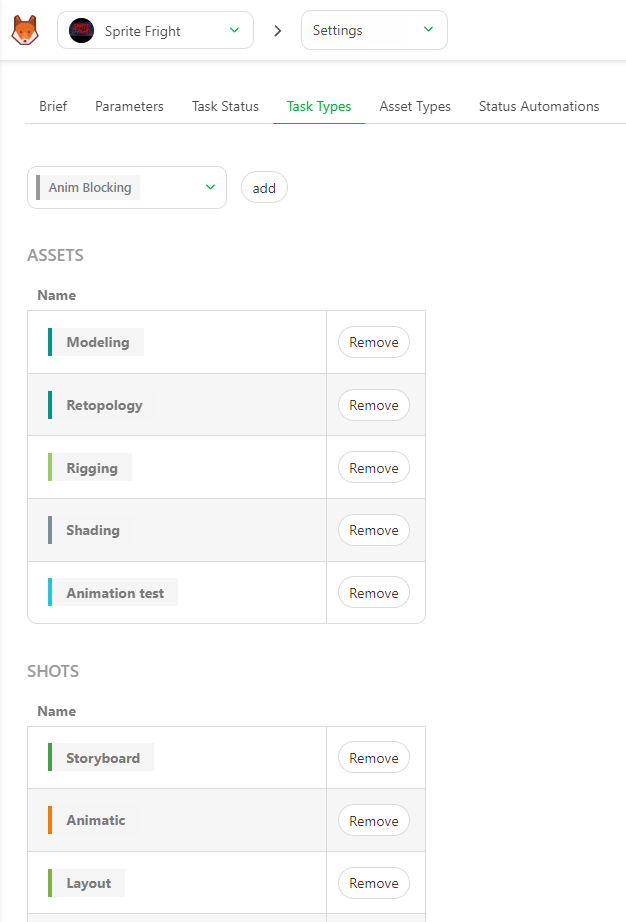 Sprite Fright
Settings
Brief Parameters Task Status Task Types Asset Types Status Automations
Anim Blocking add
ASSETS
Name
Modeling Remove
Retopology Remove
Rigging Remove
Shading Remove
Animation test Remove
SHOTS
Name
Storyboard Remove
Animatic Remove
Layout Remove